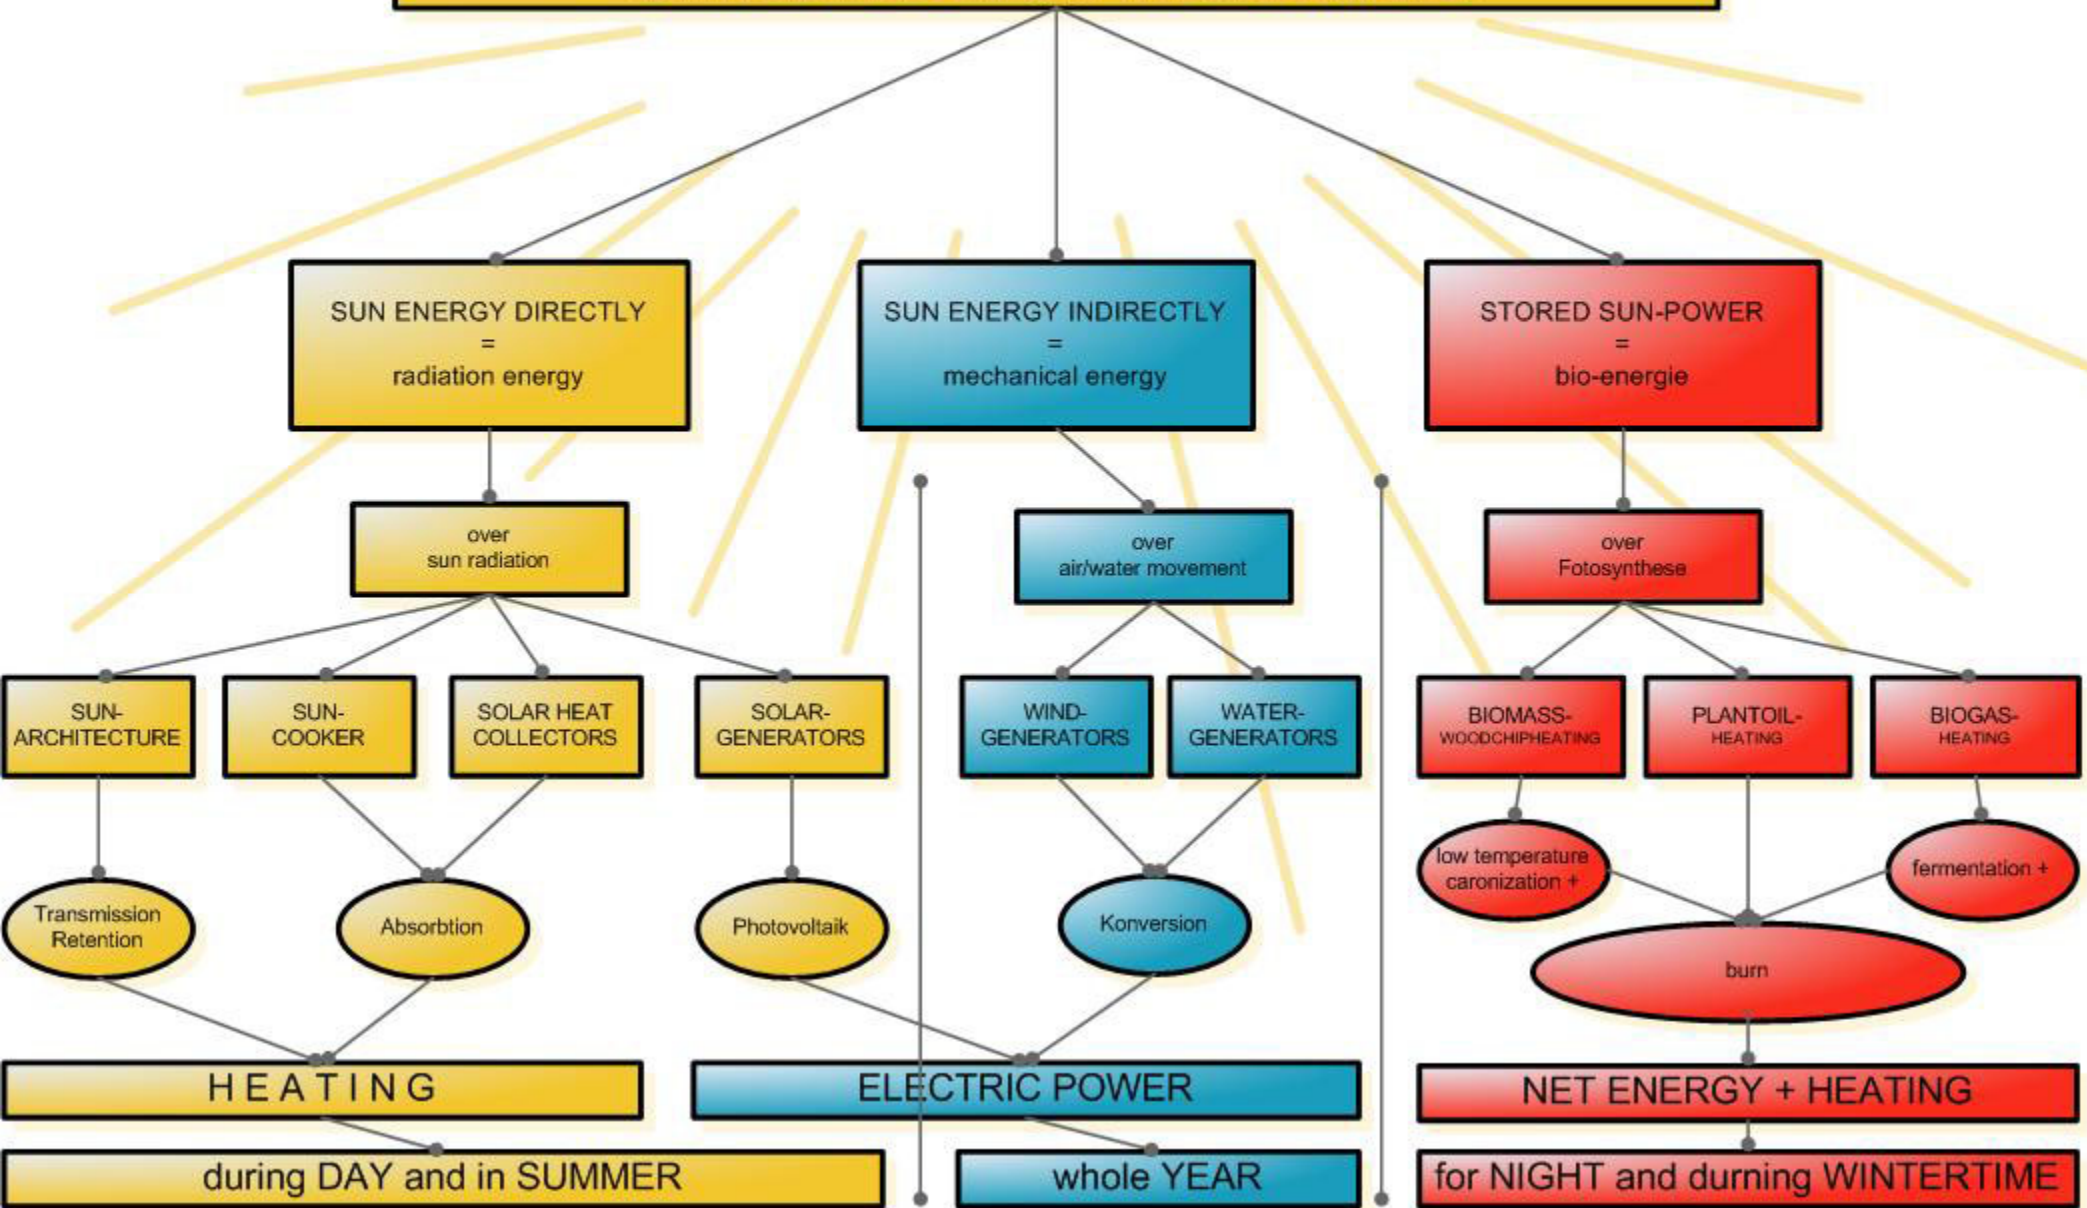 SUN ENERGY DIRECTLY
=
radiation energy
SUN ENERGY INDIRECTLY
=
mechanical energy
STORED SUN-POWER
=
bio-energie
over
sun radiation
over
air/water movement
over
Fotosynthese
SUN-
ARCHITECTURE
SUN-
COOKER
SOLAR HEAT
COLLECTORS
SOLAR-
GENERATORS
WIND-
GENERATORS
WATER-
GENERATORS
BIOMASS-
WOODCHIPHEATING
PLANTOIL-
HEATING
BIOGAS-
HEATING
Transmission
Retention
Absorbtion
Photovoltaik
Konversion
low temperature
caronization +
fermentation +
burn
HEATING
ELECTRIC POWER
NET ENERGY + HEATING
during DAY and in SUMMER
whole YEAR
for NIGHT and durning WINTERTIME